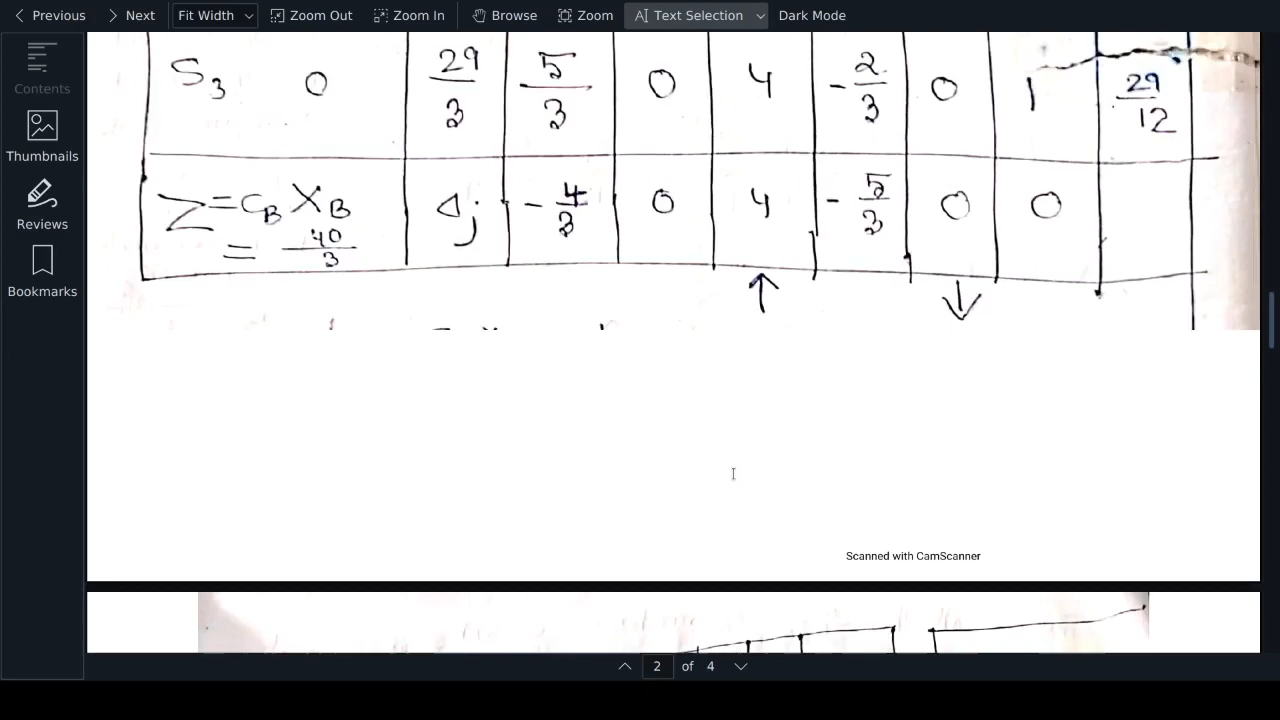 Previous Next Fit Width Zoom Out Zoom In Browse Zoom Text Selection Dark Mode
Contents
Thumbnails
Reviews
Bookmarks
S3 0 29/3 5/3 0 4 -2/3 0 1 29/12
Z = CB XB Δj -4/3 0 4 -5/3 0 0
= 40/3
↑ ↓
Scanned with CamScanner
2 of 4